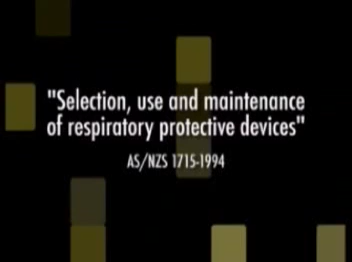 "Selection, use and maintenance
of respiratory protective devices"
AS/NZS 1715-1994